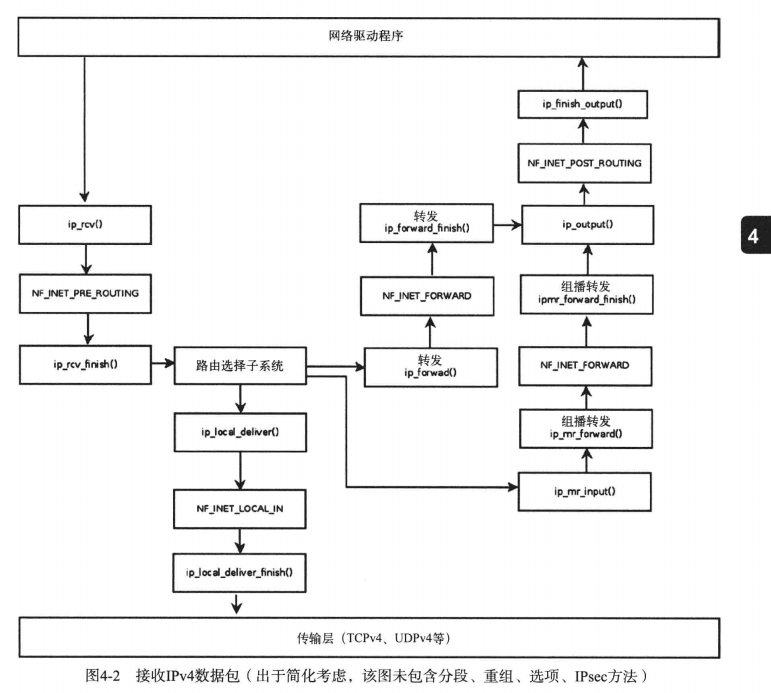 网络驱动程序
ip_finish_output()
NF_INET_POST_ROUTING
ip_rcv()
转发
ip_forward_finish()
ip_output()
4
NF_INET_PRE_ROUTING
NF_INET_FORWARD
组播转发
ipmr_forward_finish()
ip_rcv_finish()
路由选择子系统
转发
ip_forwad()
NF_INET_FORWARD
ip_local_deliver()
组播转发
ip_mr_forward()
NF_INET_LOCAL_IN
ip_mr_input()
ip_local_deliver_finish()
传输层（TCPv4、UDPv4等）
图4-2 接收IPv4数据包（出于简化考虑，该图未包含分段、重组、选项、IPsec方法）